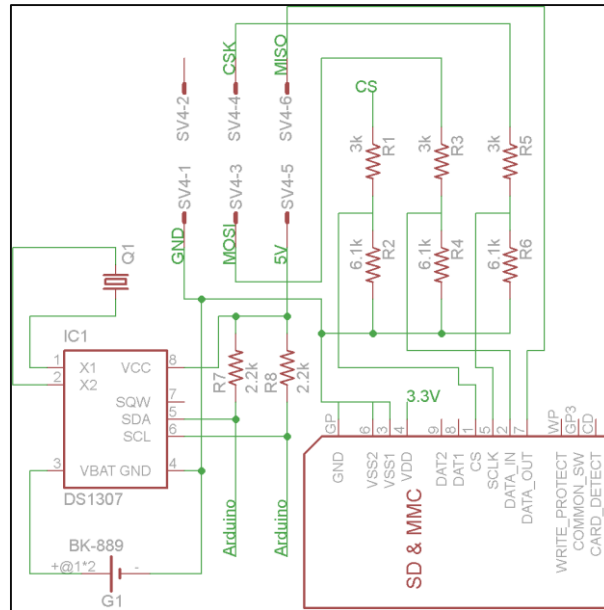 CSK
MISO
SV4-2
SV4-4
SV4-6
CS
3k
R1
3k
R3
3k
R5
SV4-1
SV4-3
SV4-5
GND
MOSI
5V
6.1k
R2
6.1k
R4
6.1k
R6
Q1
IC1
1
X1
VCC
8
2
X2
SQW
7
SDA
5
SCL
6
3
VBAT
GND
4
DS1307
R7
2.2k
R8
2.2k
3.3V
GP
6
3
4
9
8
1
5
2
7
WP
GP3
CD
GND
VSS2
VSS1
VDD
DAT2
DAT1
CS
SCLK
DATA_IN
DATA_OUT
WRITE_PROTECT
COMMON_SW
CARD_DETECT
SD & MMC
Arduino
Arduino
BK-889
+@1*2
-
G1